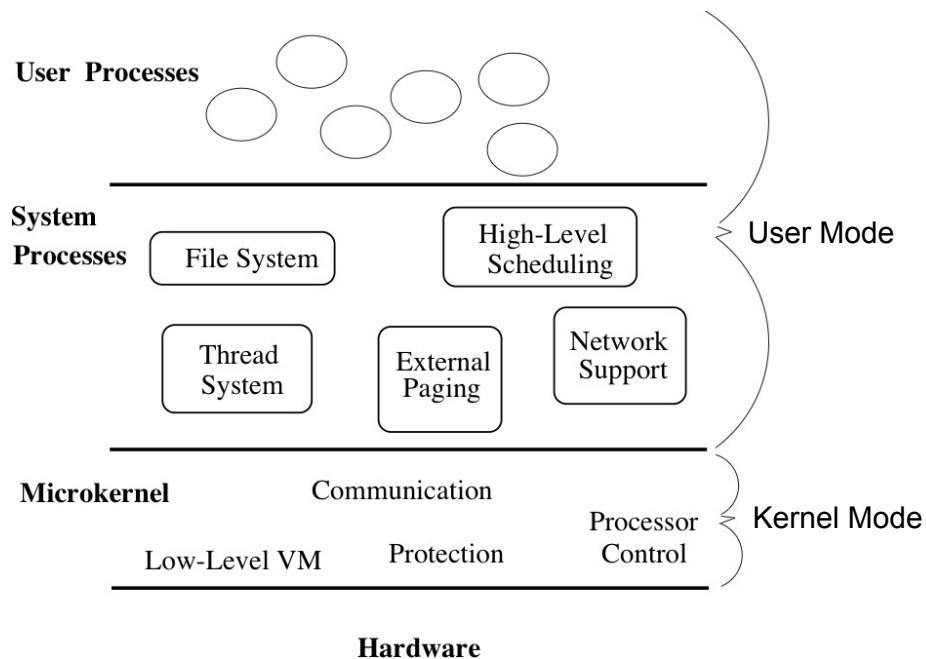 User Processes
System
Processes
File System
High-Level
Scheduling
User Mode
Thread
System
External
Paging
Network
Support
Microkernel
Communication
Kernel Mode
Low-Level VM
Protection
Processor
Control
Hardware